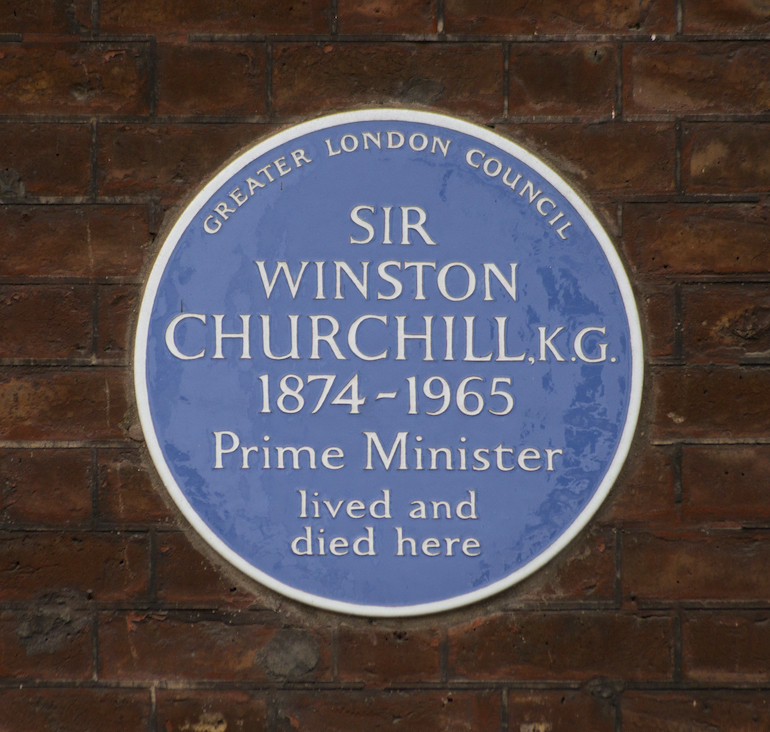 GREATER LONDON COUNCIL
SIR
WINSTON
CHURCHILL, K.G.
1874-1965
Prime Minister
lived and
died here